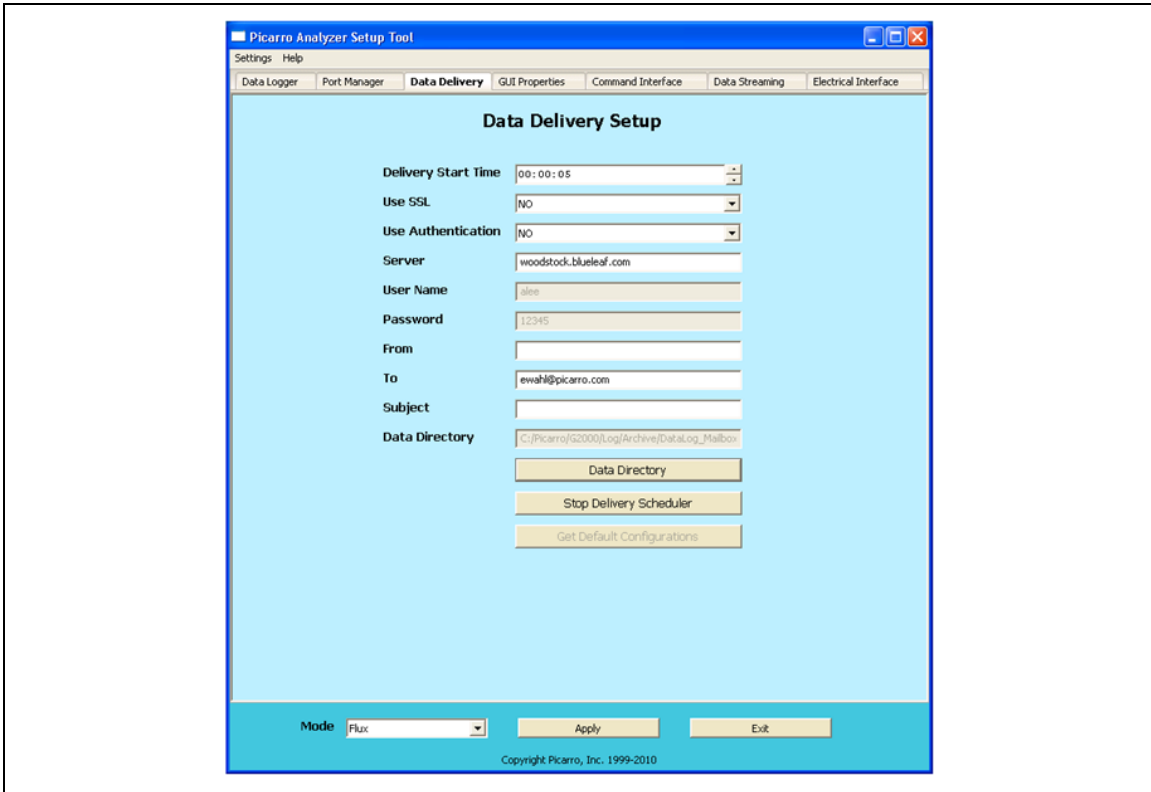 Picarro Analyzer Setup Tool
Settings Help
Data Logger Port Manager Data Delivery GUI Properties Command Interface Data Streaming Electrical Interface
Data Delivery Setup
Delivery Start Time 00:00:05
Use SSL NO
Use Authentication NO
Server woodstock.blueleaf.com
User Name alee
Password 12345
From
To ewahl@picarro.com
Subject
Data Directory C:/Picarro/G2000/Log/Archive/DataLog_Mailbox
Data Directory
Stop Delivery Scheduler
Get Default Configurations
Mode Flux Apply Exit
Copyright Picarro, Inc. 1999-2010